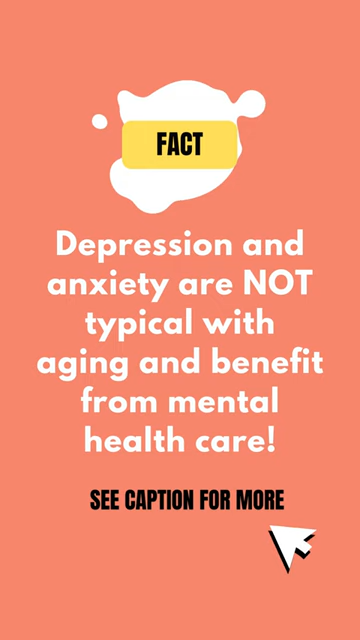 FACT
Depression and
anxiety are NOT
typical with
aging and benefit
from mental
health care!
SEE CAPTION FOR MORE